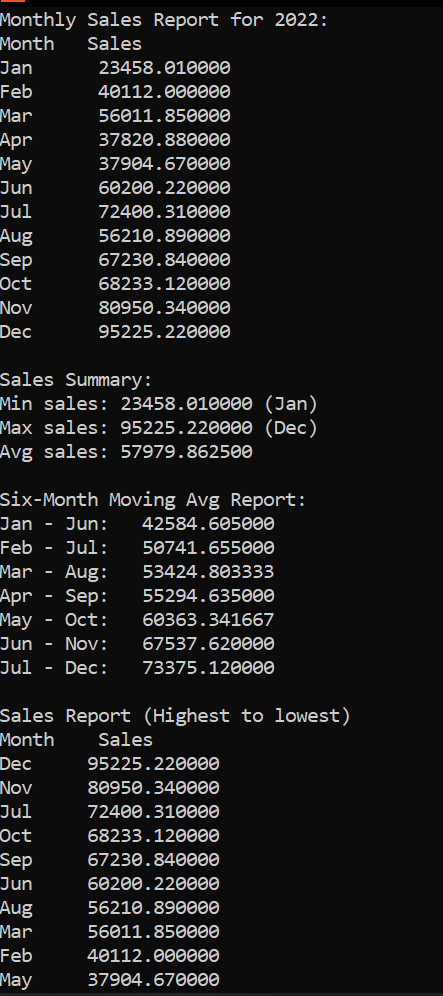 Monthly Sales Report for 2022:
Month   Sales
Jan      23458.010000
Feb      40112.000000
Mar      56011.850000
Apr      37820.880000
May      37904.670000
Jun      60200.220000
Jul      72400.310000
Aug      56210.890000
Sep      67230.840000
Oct      68233.120000
Nov      80950.340000
Dec      95225.220000

Sales Summary:
Min sales: 23458.010000 (Jan)
Max sales: 95225.220000 (Dec)
Avg sales: 57979.862500

Six-Month Moving Avg Report:
Jan - Jun:   42584.605000
Feb - Jul:   50741.655000
Mar - Aug:   53424.803333
Apr - Sep:   55294.635000
May - Oct:   60363.341667
Jun - Nov:   67537.620000
Jul - Dec:   73375.120000

Sales Report (Highest to lowest)
Month    Sales
Dec     95225.220000
Nov     80950.340000
Jul     72400.310000
Oct     68233.120000
Sep     67230.840000
Jun     60200.220000
Aug     56210.890000
Mar     56011.850000
Feb     40112.000000
May     37904.670000